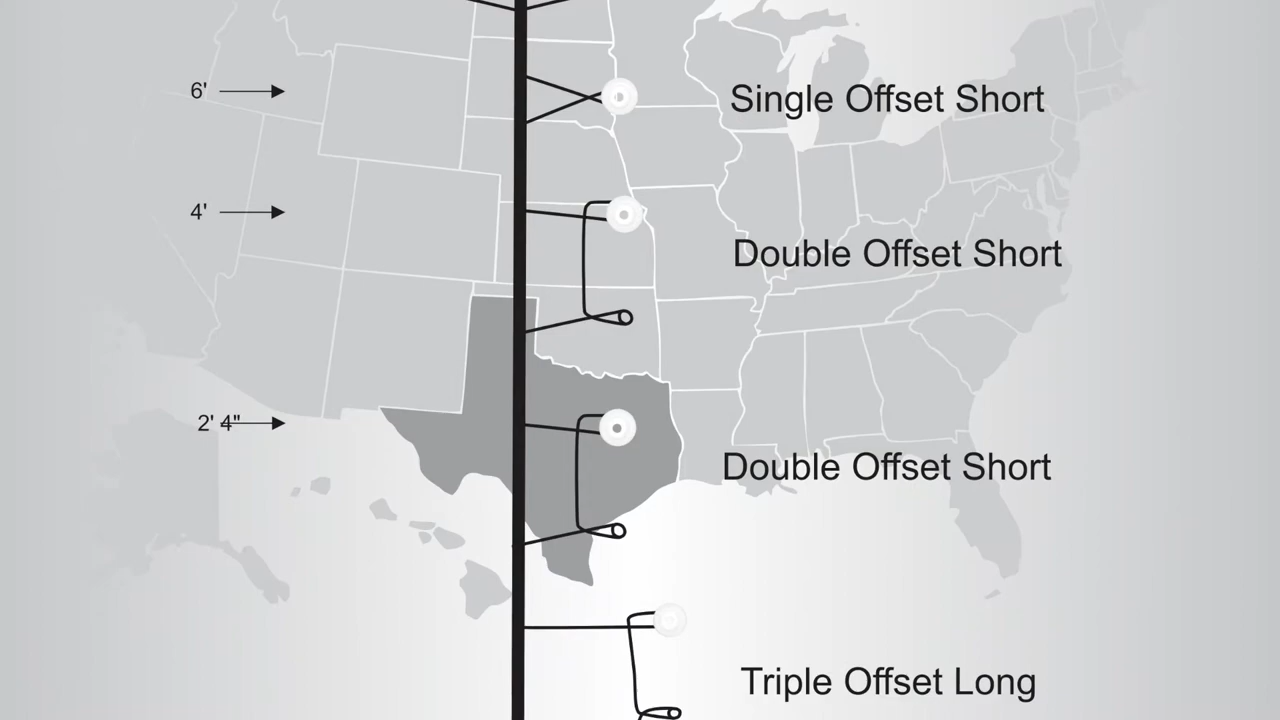 6' Single Offset Short
4'
Double Offset Short
2' 4"
Double Offset Short
Triple Offset Long